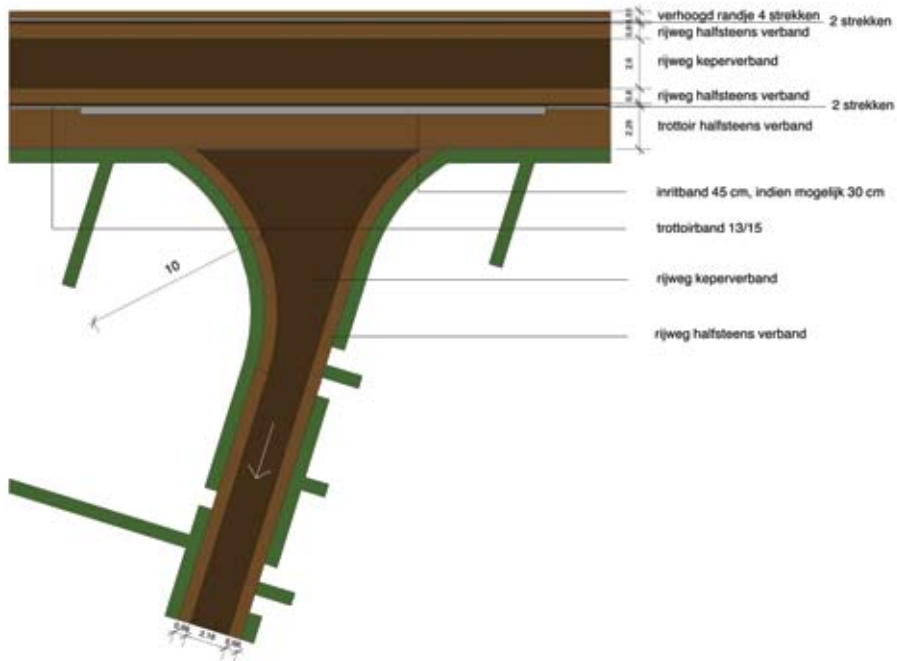 verhoogd randje 4 strekken
2 strekken
rijweg halfsteens verband
rijweg keperverband
2,6
rijweg halfsteens verband
2 strekken
trottoir halfsteens verband
2,25
inritband 45 cm, indien mogelijk 30 cm
trottoirband 13/15
10
rijweg keperverband
rijweg halfsteens verband
2,18